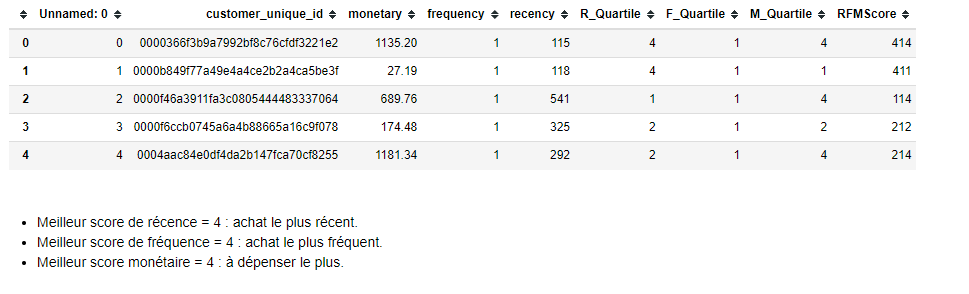 Unnamed: 0 customer_unique_id monetary frequency recency R_Quartile F_Quartile M_Quartile RFMScore
0 0 0000366f3b9a7992bf8c76cfdf3221e2 1135.20 1 115 4 1 4 414
1 1 0000b849f77a49e4a4ce2b2a4ca5be3f 27.19 1 118 4 1 1 411
2 2 0000f46a3911fa3c0805444483337064 689.76 1 541 1 1 4 114
3 3 0000f6ccb0745a6a4b88665a16c9f078 174.48 1 325 2 1 2 212
4 4 0004aac84e0df4da2b147fca70cf8255 1181.34 1 292 2 1 4 214
• Meilleur score de récence = 4 : achat le plus récent.
• Meilleur score de fréquence = 4 : achat le plus fréquent.
• Meilleur score monétaire = 4 : à dépenser le plus.